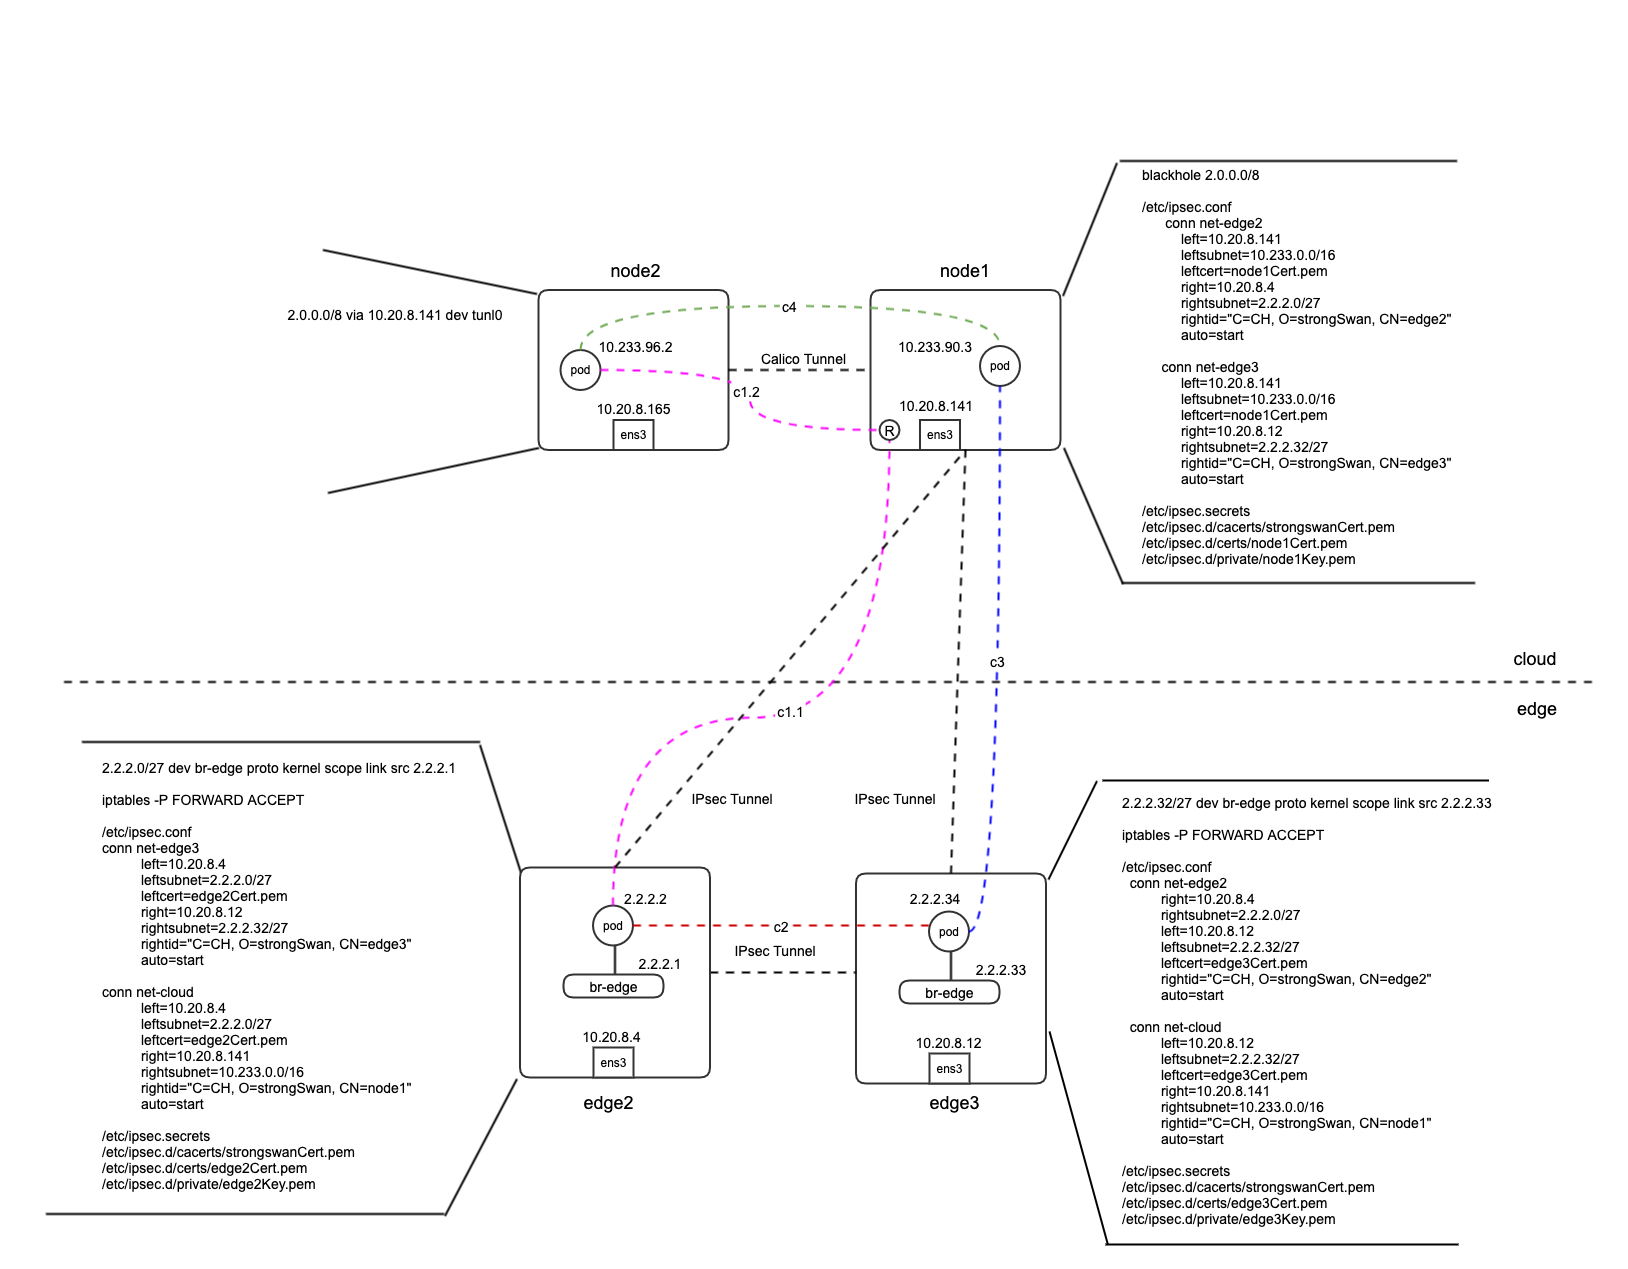 blackhole 2.0.0.0/8
/etc/ipsec.conf
conn net-edge2
left=10.20.8.141
leftsubnet=10.233.0.0/16
leftcert=node1Cert.pem
right=10.20.8.4
rightsubnet=2.2.2.0/27
rightid="C=CH, O=strongSwan, CN=edge2"
auto=start
conn net-edge3
left=10.20.8.141
leftsubnet=10.233.0.0/16
leftcert=node1Cert.pem
right=10.20.8.12
rightsubnet=2.2.2.32/27
rightid="C=CH, O=strongSwan, CN=edge3"
auto=start
/etc/ipsec.secrets
/etc/ipsec.d/cacerts/strongswanCert.pem
/etc/ipsec.d/certs/node1Cert.pem
/etc/ipsec.d/private/node1Key.pem
2.0.0.0/8 via 10.20.8.141 dev tunl0
node2
10.233.96.2
pod
10.20.8.165
ens3
c4
Calico Tunnel
c1.2
node1
10.233.90.3
pod
10.20.8.141
R
ens3
c3
cloud
edge
c1.1
IPsec Tunnel
IPsec Tunnel
2.2.2.0/27 dev br-edge proto kernel scope link src 2.2.2.1
iptables -P FORWARD ACCEPT
/etc/ipsec.conf
conn net-edge3
left=10.20.8.4
leftsubnet=2.2.2.0/27
leftcert=edge2Cert.pem
right=10.20.8.12
rightsubnet=2.2.2.32/27
rightid="C=CH, O=strongSwan, CN=edge3"
auto=start
conn net-cloud
left=10.20.8.4
leftsubnet=2.2.2.0/27
leftcert=edge2Cert.pem
right=10.20.8.141
rightsubnet=10.233.0.0/16
rightid="C=CH, O=strongSwan, CN=node1"
auto=start
/etc/ipsec.secrets
/etc/ipsec.d/cacerts/strongswanCert.pem
/etc/ipsec.d/certs/edge2Cert.pem
/etc/ipsec.d/private/edge2Key.pem
2.2.2.2
pod
2.2.2.1
br-edge
10.20.8.4
ens3
edge2
c2
IPsec Tunnel
2.2.2.34
pod
2.2.2.33
br-edge
10.20.8.12
ens3
edge3
2.2.2.32/27 dev br-edge proto kernel scope link src 2.2.2.33
iptables -P FORWARD ACCEPT
/etc/ipsec.conf
conn net-edge2
right=10.20.8.4
rightsubnet=2.2.2.0/27
left=10.20.8.12
leftsubnet=2.2.2.32/27
leftcert=edge3Cert.pem
rightid="C=CH, O=strongSwan, CN=edge2"
auto=start
conn net-cloud
left=10.20.8.12
leftsubnet=2.2.2.32/27
leftcert=edge3Cert.pem
right=10.20.8.141
rightsubnet=10.233.0.0/16
rightid="C=CH, O=strongSwan, CN=node1"
auto=start
/etc/ipsec.secrets
/etc/ipsec.d/cacerts/strongswanCert.pem
/etc/ipsec.d/certs/edge3Cert.pem
/etc/ipsec.d/private/edge3Key.pem